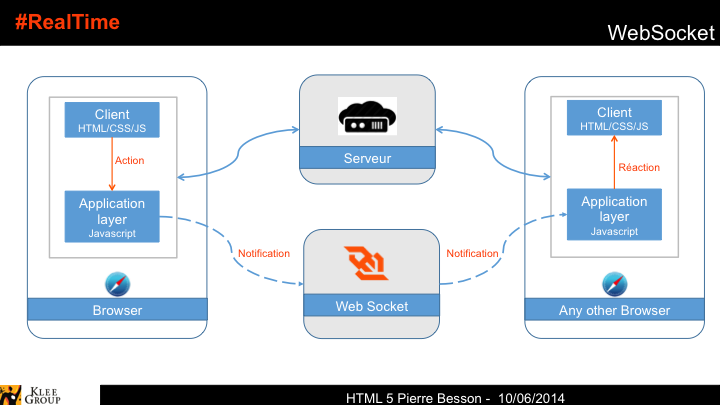 #RealTime
WebSocket
Client
HTML/CSS/JS
Action
Application
layer
Javascript
Browser
Serveur
Notification
Web Socket
Notification
Client
HTML/CSS/JS
Réaction
Application
layer
Javascript
Any other Browser
KLEE
GROUP
HTML 5 Pierre Besson - 10/06/2014